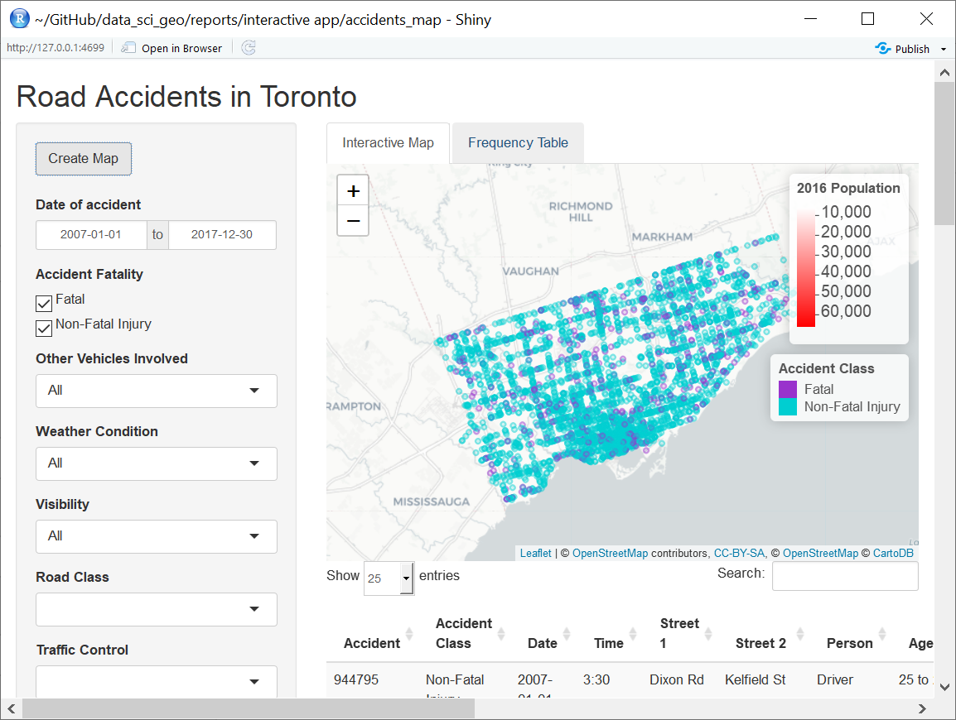 ~/GitHub/data_sci_geo/reports/interactive app/accidents_map - Shiny
http://127.0.0.1:4699
Open in Browser
Publish
Road Accidents in Toronto
Create Map
Date of accident
2007-01-01 to 2017-12-30
Accident Fatality
Fatal
Non-Fatal Injury
Other Vehicles Involved
All
Weather Condition
All
Visibility
All
Road Class
Traffic Control
Interactive Map
Frequency Table
+
−
King City
RICHMOND
HILL
MARKHAM
VAUGHAN
AJAX
MISSISSAUGA
2016 Population
10,000
20,000
30,000
40,000
50,000
60,000
Accident Class
Fatal
Non-Fatal Injury
Leaflet | © OpenStreetMap contributors, CC-BY-SA, © OpenStreetMap © CartoDB
Show 25 entries
Search:
Accident Accident Class Date Time Street 1 Street 2 Person Age
944795 Non-Fatal Injury 2007-01-01 3:30 Dixon Rd Kelfield St Driver 25 to